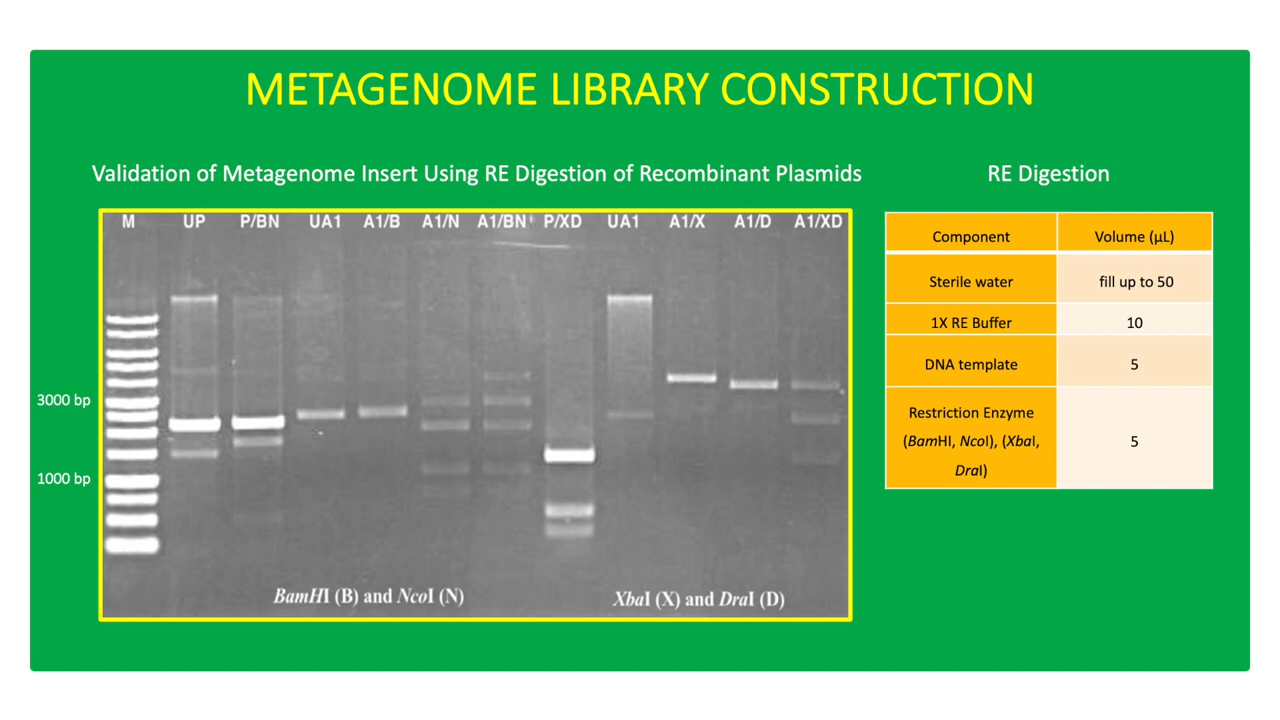 METAGENOME LIBRARY CONSTRUCTION
Validation of Metagenome Insert Using RE Digestion of Recombinant Plasmids
M UP P/BN UA1 A1/B A1/N A1/BN P/XD UA1 A1/X A1/D A1/XD
3000 bp
1000 bp
BamHI (B) and NcoI (N)
XbaI (X) and DraI (D)
RE Digestion
Component Volume (µL)
Sterile water fill up to 50
1X RE Buffer 10
DNA template 5
Restriction Enzyme
(BamHI, NcoI), (XbaI, 5
DraI)